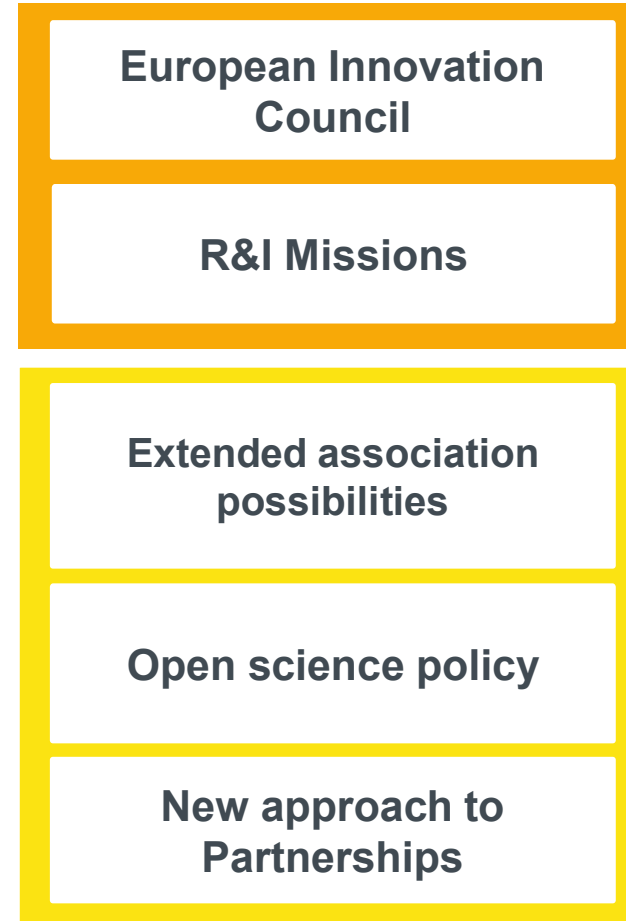 European Innovation
Council
R&I Missions
Extended association
possibilities
Open science policy
New approach to
Partnerships